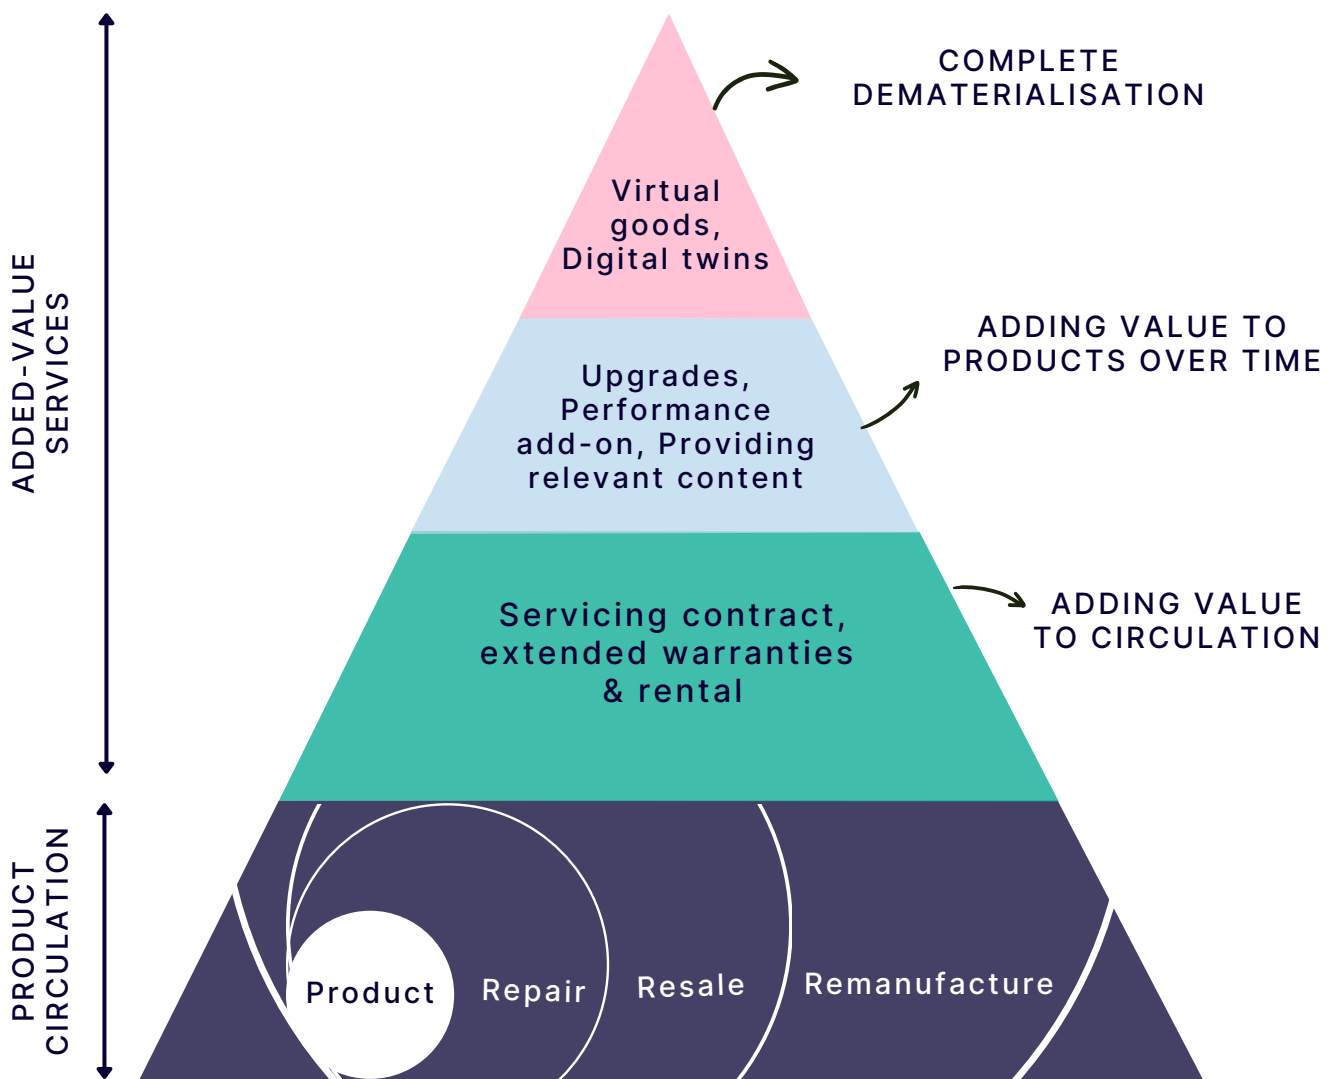 COMPLETE
DEMATERIALISATION
Virtual
goods,
Digital twins
ADDED-VALUE
SERVICES
ADDING VALUE TO
PRODUCTS OVER TIME
Upgrades,
Performance
add-on, Providing
relevant content
Servicing contract,
extended warranties
& rental
ADDING VALUE
TO CIRCULATION
PRODUCT
CIRCULATION
Product
Repair
Resale
Remanufacture